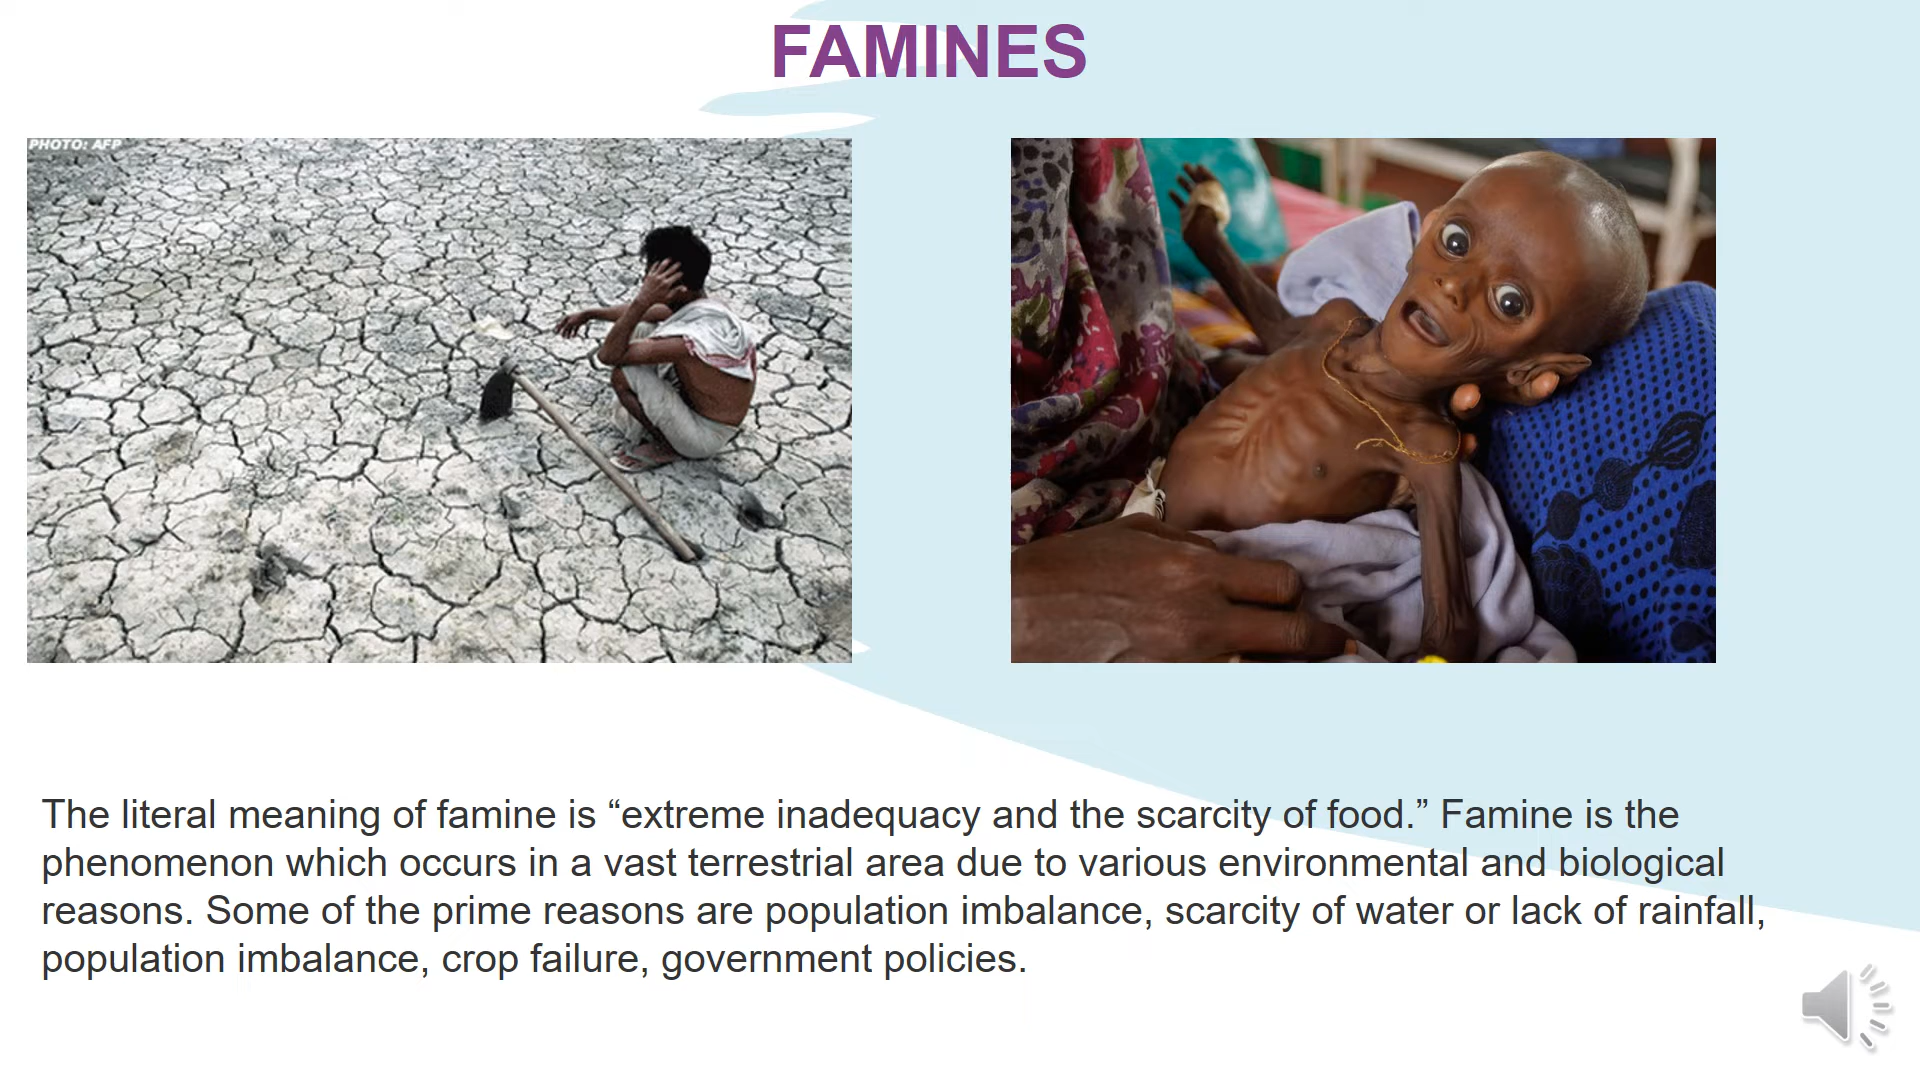 FAMINES
PHOTO: AFP
The literal meaning of famine is “extreme inadequacy and the scarcity of food.” Famine is the
phenomenon which occurs in a vast terrestrial area due to various environmental and biological
reasons. Some of the prime reasons are population imbalance, scarcity of water or lack of rainfall,
population imbalance, crop failure, government policies.